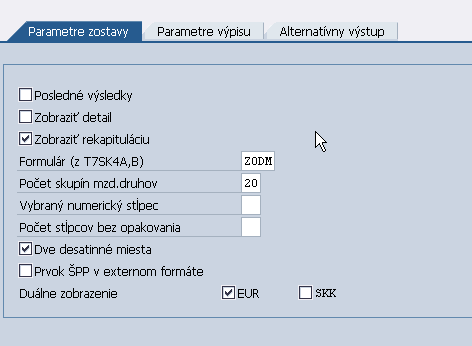 Parametre zostavy Parametre výpisu Alternatívny výstup
Posledné výsledky
Zobraziť detail
Zobraziť rekapituláciu
Formulár (z T7SK4A,B) ZODM
Počet skupín mzd.druhov 20
Vybraný numerický stĺpec
Počet stĺpcov bez opakovania
Dve desatinné miesta
Prvok ŠPP v externom formáte
Duálne zobrazenie EUR SKK